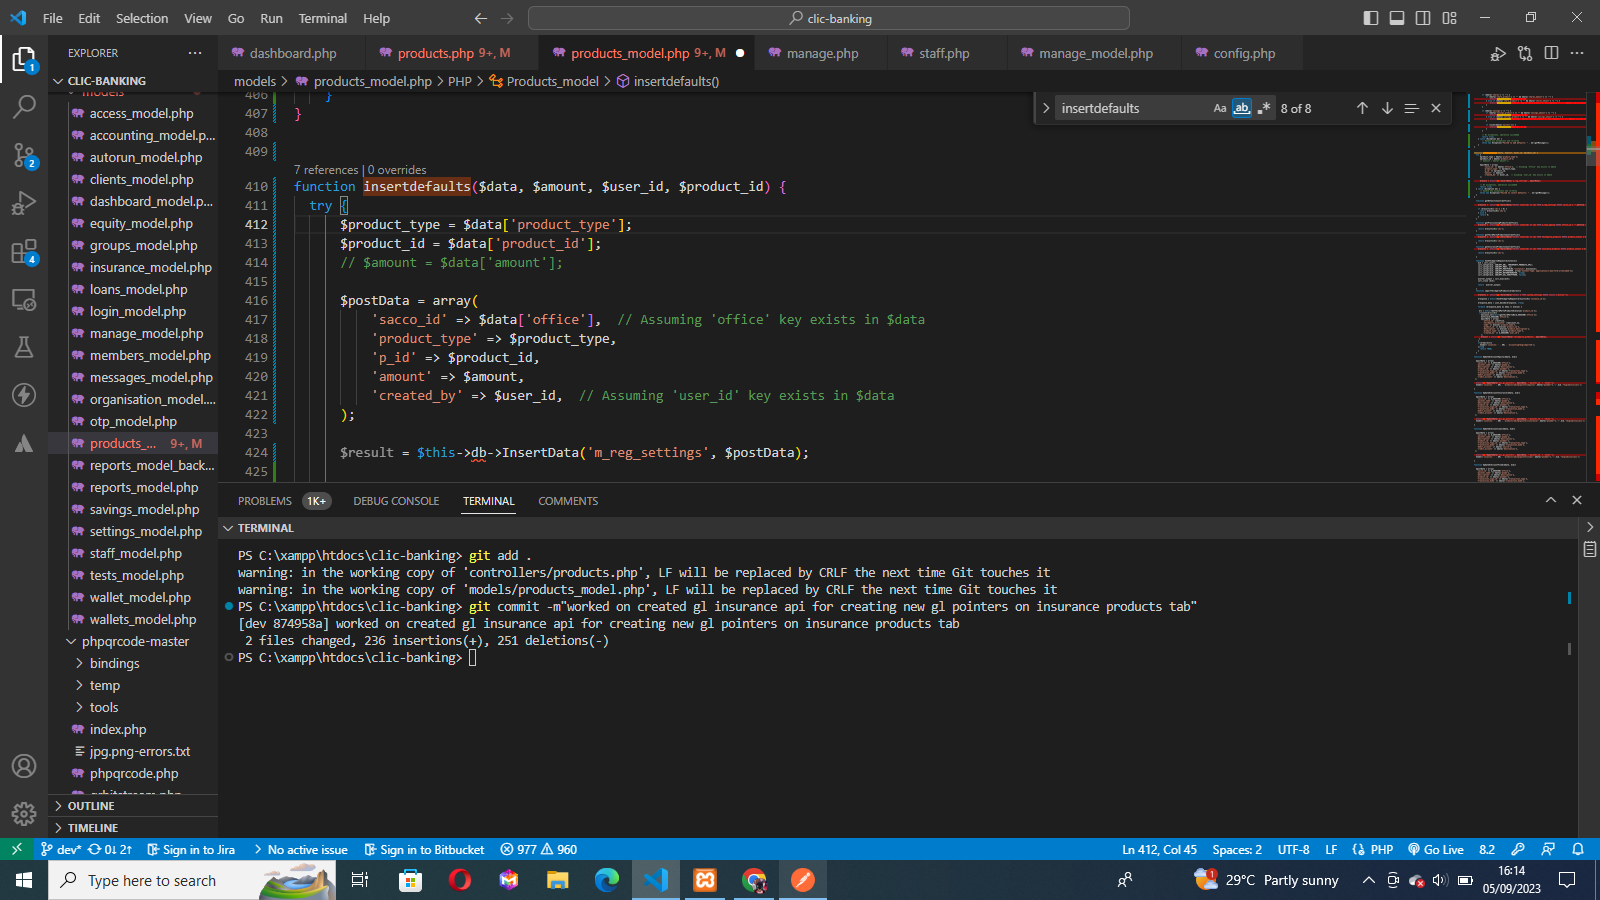 File Edit Selection View Go Run Terminal Help
clic-banking
EXPLORER
dashboard.php
products.php 9+, M
products_model.php 9+, M
manage.php
staff.php
manage_model.php
config.php
CLIC-BANKING
models > products_model.php > PHP > Products_model > insertdefaults()
models
access_model.php
accounting_model.p...
autorun_model.php
clients_model.php
dashboard_model.p...
equity_model.php
groups_model.php
insurance_model.php
loans_model.php
login_model.php
manage_model.php
members_model.php
messages_model.php
organisation_model....
otp_model.php
products_... 9+, M
reports_model_back...
reports_model.php
savings_model.php
settings_model.php
staff_model.php
tests_model.php
wallet_model.php
wallets_model.php
phpqrcode-master
bindings
temp
tools
index.php
jpg.png-errors.txt
phpqrcode.php
OUTLINE
TIMELINE
1
2
4
insertdefaults
Aa ab 8 of 8
406 }
407 }
408
409
7 references | 0 overrides
410 function insertdefaults($data, $amount, $user_id, $product_id) {
411 try {
412 $product_type = $data['product_type'];
413 $product_id = $data['product_id'];
414 // $amount = $data['amount'];
415
416 $postData = array(
417 'sacco_id' => $data['office'], // Assuming 'office' key exists in $data
418 'product_type' => $product_type,
419 'p_id' => $product_id,
420 'amount' => $amount,
421 'created_by' => $user_id, // Assuming 'user_id' key exists in $data
422 );
423
424 $result = $this->db->InsertData('m_reg_settings', $postData);
425
PROBLEMS 1K+ DEBUG CONSOLE TERMINAL COMMENTS
TERMINAL
PS C:\xampp\htdocs\clic-banking> git add .
warning: in the working copy of 'controllers/products.php', LF will be replaced by CRLF the next time Git touches it
warning: in the working copy of 'models/products_model.php', LF will be replaced by CRLF the next time Git touches it
PS C:\xampp\htdocs\clic-banking> git commit -m"worked on created gl insurance api for creating new gl pointers on insurance products tab"
[dev 874958a] worked on created gl insurance api for creating new gl pointers on insurance products tab
2 files changed, 236 insertions(+), 251 deletions(-)
PS C:\xampp\htdocs\clic-banking>
dev* 0↓ 2↑ Sign in to Jira No active issue Sign in to Bitbucket 977 960
Ln 412, Col 45 Spaces: 2 UTF-8 LF PHP Go Live 8.2
Type here to search
1
29°C Partly sunny
16:14
05/09/2023